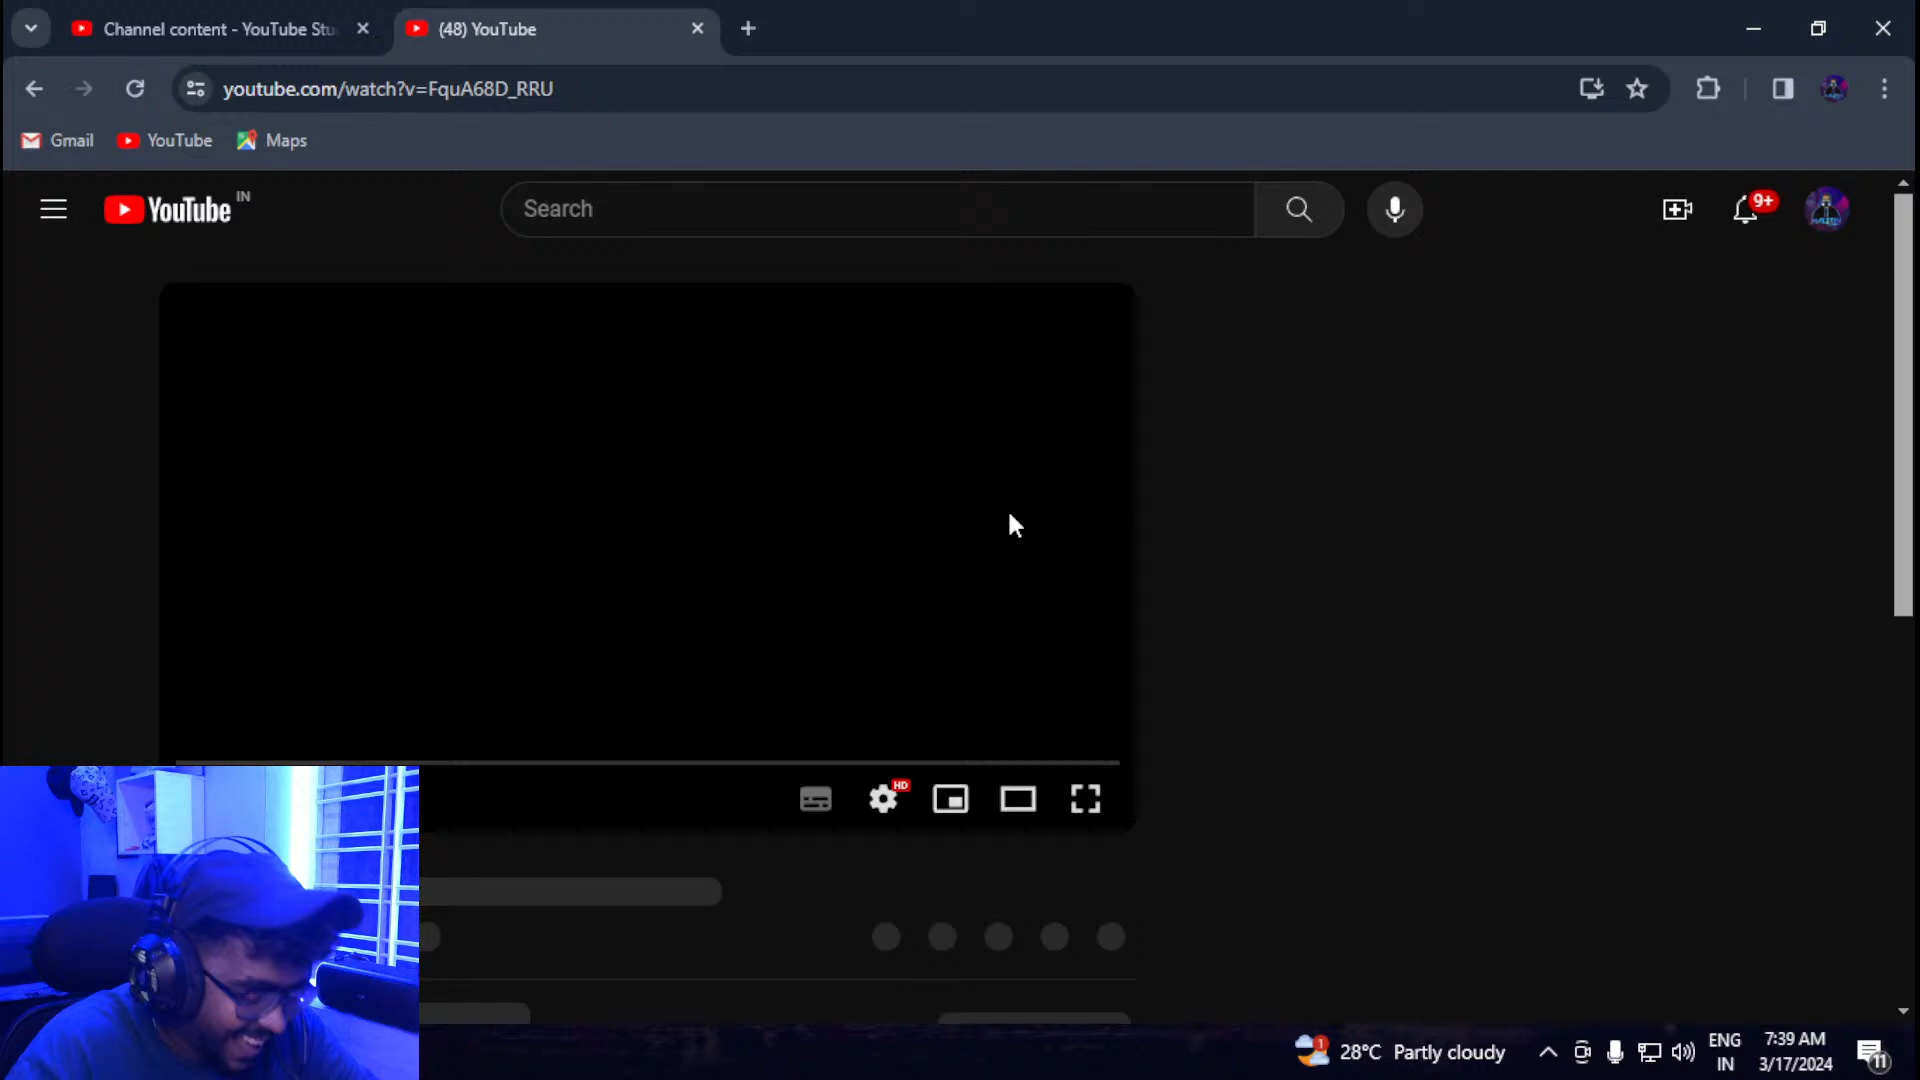 Channel content - YouTube Stu
(48) YouTube
youtube.com/watch?v=FquA68D_RRU
Gmail
YouTube
Maps
YouTube IN
Search
9+
HD
1
28°C Partly cloudy
ENG
IN
7:39 AM
3/17/2024
11